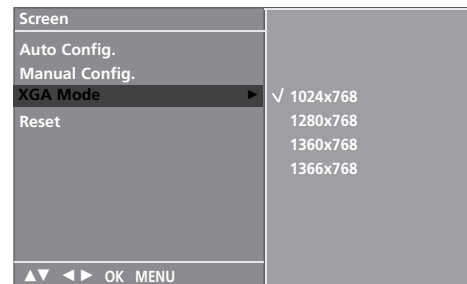 Screen
Auto Config.
Manual Config.
XGA Mode ►
Reset
√ 1024x768
1280x768
1360x768
1366x768
▲▼ ◄► OK MENU